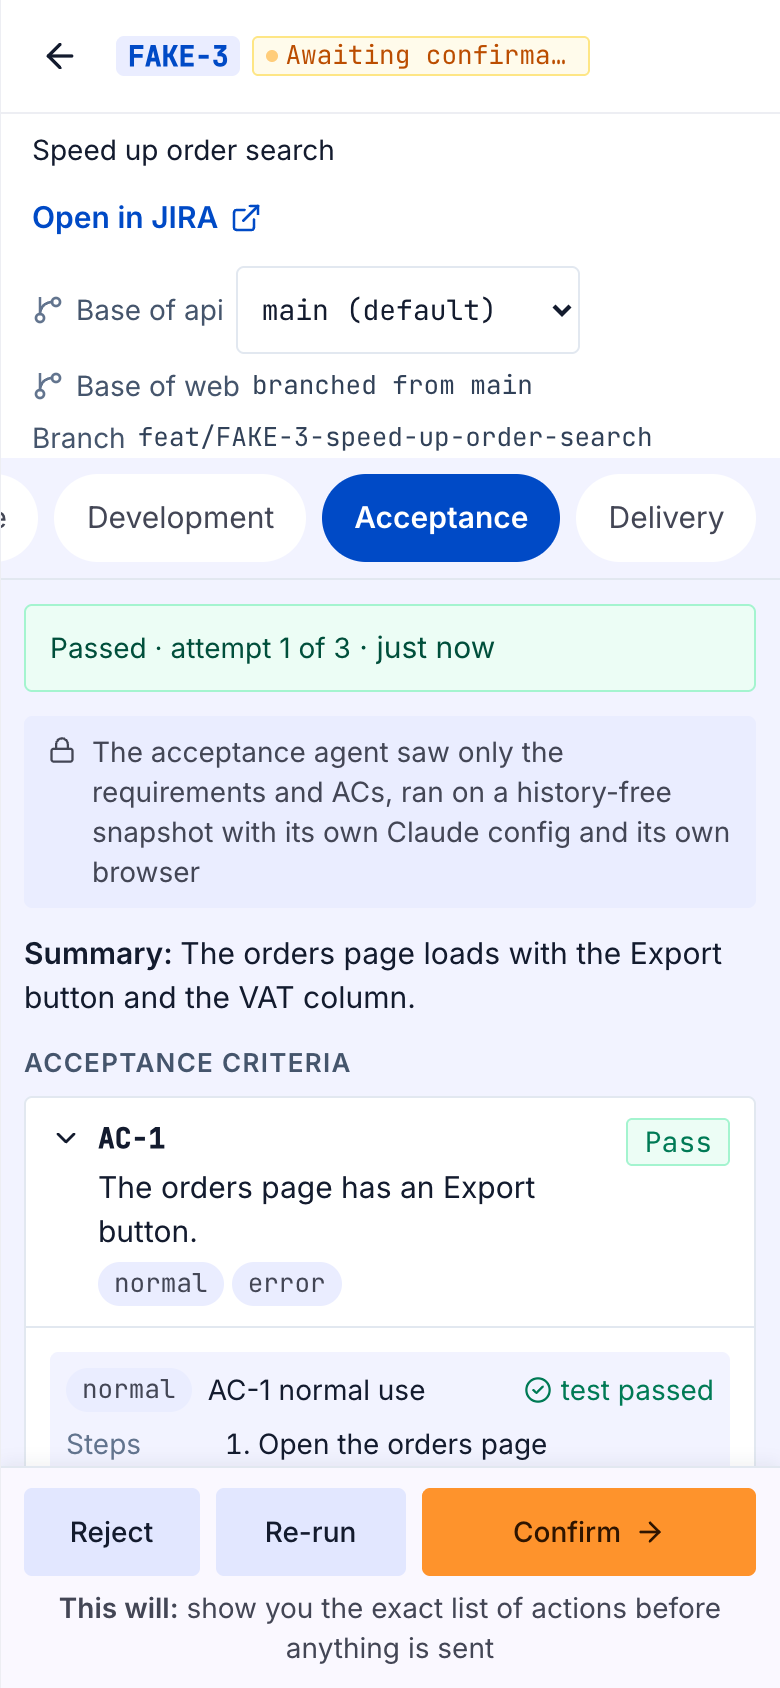 FAKE-3
Awaiting confirma…
Speed up order search
Open in JIRA
Base of api
main (default)
Base of web branched from main
Branch feat/FAKE-3-speed-up-order-search
Development
Acceptance
Delivery
Passed · attempt 1 of 3 · just now
The acceptance agent saw only the
requirements and ACs, ran on a history-free
snapshot with its own Claude config and its own
browser
Summary: The orders page loads with the Export
button and the VAT column.
ACCEPTANCE CRITERIA
AC-1
Pass
The orders page has an Export
button.
normal error
normal AC-1 normal use test passed
Steps 1. Open the orders page
Reject
Re-run
Confirm →
This will: show you the exact list of actions before
anything is sent